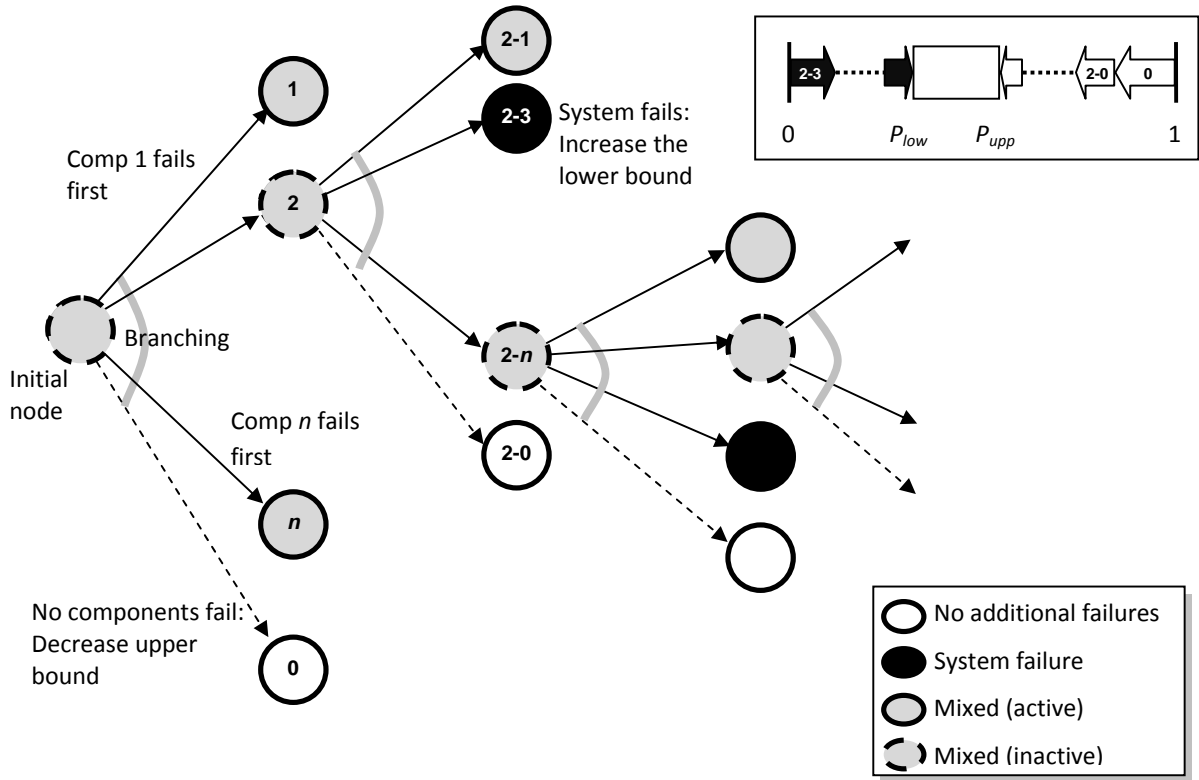 1
2-1
2-3
System fails:
Increase the
lower bound
2-3
2-0
0
0
P_low
P_upp
1
Comp 1 fails
first
2
Branching
Initial
node
2-n
Comp n fails
first
2-0
n
No components fail:
Decrease upper
bound
0
No additional failures
System failure
Mixed (active)
Mixed (inactive)